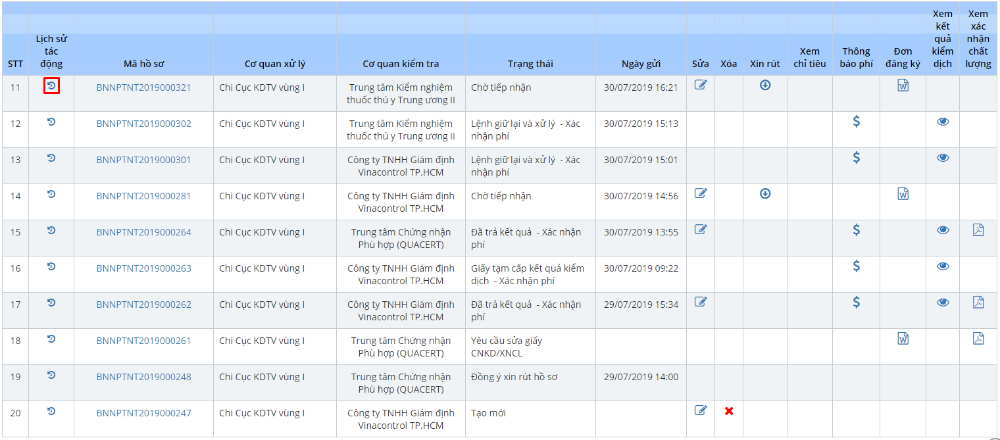 STT
Lịch sử
tác
động
Mã hồ sơ
Cơ quan xử lý
Cơ quan kiểm tra
Trạng thái
Ngày gửi
Sửa
Xóa
Xin rút
Xem
chỉ tiêu
Thông
báo phí
Đơn
đăng ký
Xem
kết
quả
kiểm
dịch
Xem
xác
nhận
chất
lượng
11
BNNPTNT2019000321
Chi Cục KDTV vùng I
Trung tâm Kiểm nghiệm
thuốc thú y Trung ương II
Chờ tiếp nhận
30/07/2019 16:21
12
BNNPTNT2019000302
Chi Cục KDTV vùng I
Trung tâm Kiểm nghiệm
thuốc thú y Trung ương II
Lệnh giữ lại và xử lý - Xác
nhận phí
30/07/2019 15:13
$
13
BNNPTNT2019000301
Chi Cục KDTV vùng I
Công ty TNHH Giám định
Vinacontrol TP.HCM
Lệnh giữ lại và xử lý - Xác
nhận phí
30/07/2019 15:01
$
14
BNNPTNT2019000281
Chi Cục KDTV vùng I
Công ty TNHH Giám định
Vinacontrol TP.HCM
Chờ tiếp nhận
30/07/2019 14:56
15
BNNPTNT2019000264
Chi Cục KDTV vùng I
Trung tâm Chứng nhận
Phù hợp (QUACERT)
Đã trả kết quả - Xác nhận
phí
30/07/2019 13:55
$
16
BNNPTNT2019000263
Chi Cục KDTV vùng I
Công ty TNHH Giám định
Vinacontrol TP.HCM
Giấy tạm cấp kết quả kiểm
dịch - Xác nhận phí
30/07/2019 09:22
$
17
BNNPTNT2019000262
Chi Cục KDTV vùng I
Công ty TNHH Giám định
Vinacontrol TP.HCM
Đã trả kết quả - Xác nhận
phí
29/07/2019 15:34
$
18
BNNPTNT2019000261
Chi Cục KDTV vùng I
Trung tâm Chứng nhận
Phù hợp (QUACERT)
Yêu cầu sửa giấy
CNKD/XNCL
19
BNNPTNT2019000248
Chi Cục KDTV vùng I
Trung tâm Chứng nhận
Phù hợp (QUACERT)
Đồng ý xin rút hồ sơ
29/07/2019 14:00
20
BNNPTNT2019000247
Chi Cục KDTV vùng I
Công ty TNHH Giám định
Vinacontrol TP.HCM
Tạo mới